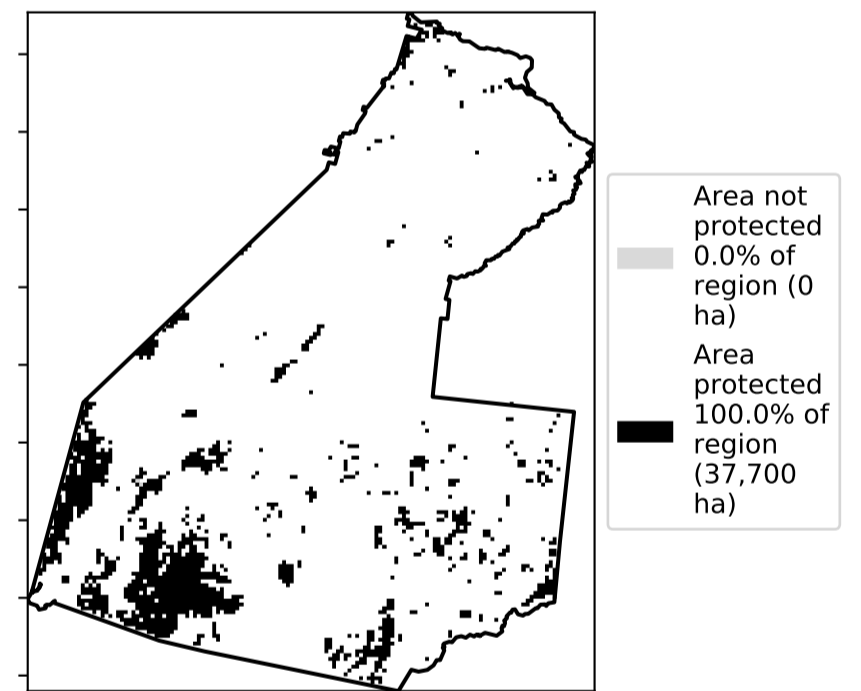 Area not
protected
0.0% of
region (0
ha)
Area
protected
100.0% of
region
(37,700
ha)